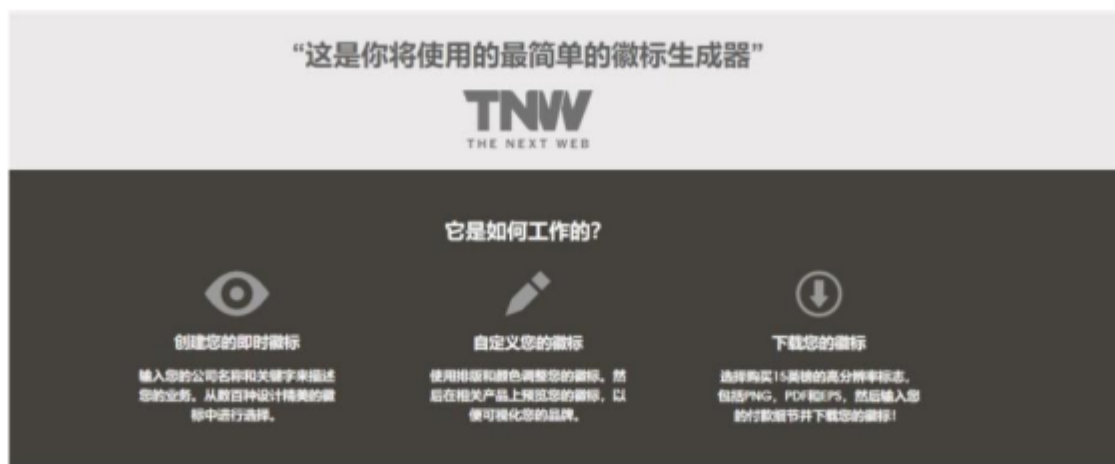 “这是你将使用的最简单的徽标生成器”
TNW
THE NEXT WEB
它是如何工作的?
创建您的即时徽标
自定义您的徽标
下载您的徽标
输入您的公司名称和关键字来描述
您的业务。从数百种设计精美的徽
标中进行选择。
使用排版和颜色调整您的徽标。然
后在相关产品上预览您的徽标，以
便可视化您的品牌。
选择购买15英镑的高分辨率标志，
包括PNG，PDF和EPS，然后输入您
的付款细节并下载您的徽标!